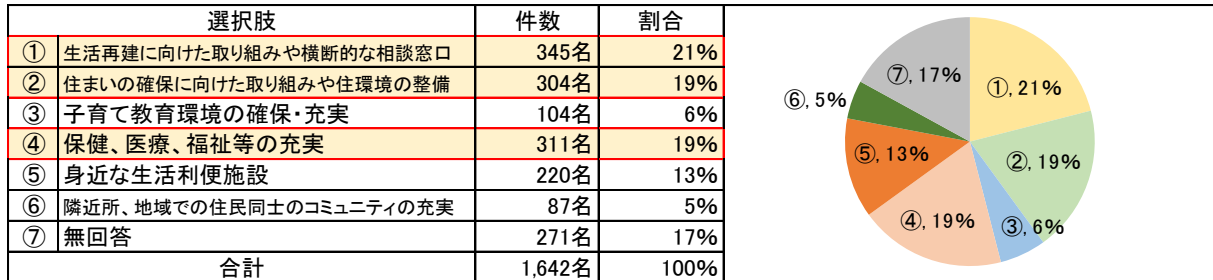 選択肢 件数 割合
① 生活再建に向けた取り組みや横断的な相談窓口 345名 21%
② 住まいの確保に向けた取り組みや住環境の整備 304名 19%
③ 子育て教育環境の確保・充実 104名 6%
④ 保健、医療、福祉等の充実 311名 19%
⑤ 身近な生活利便施設 220名 13%
⑥ 隣近所、地域での住民同士のコミュニティの充実 87名 5%
⑦ 無回答 271名 17%
合計 1,642名 100%
①, 21%
②, 19%
③, 6%
④, 19%
⑤, 13%
⑥, 5%
⑦, 17%